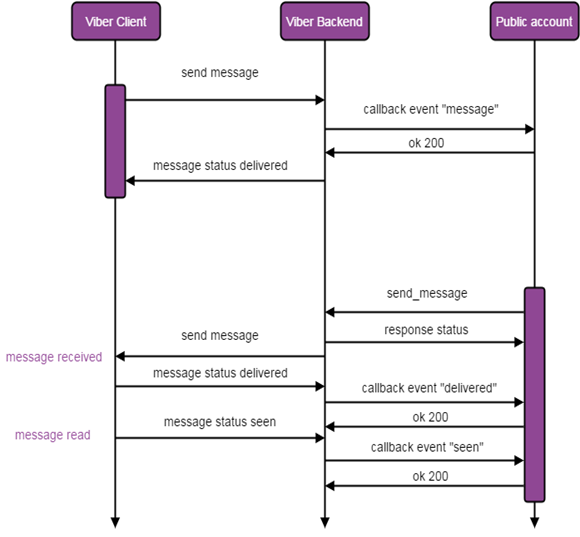 Viber Client
Viber Backend
Public account
send message
callback event "message"
ok 200
message status delivered
send_message
response status
send message
message received
message status delivered
callback event "delivered"
ok 200
message status seen
message read
callback event "seen"
ok 200